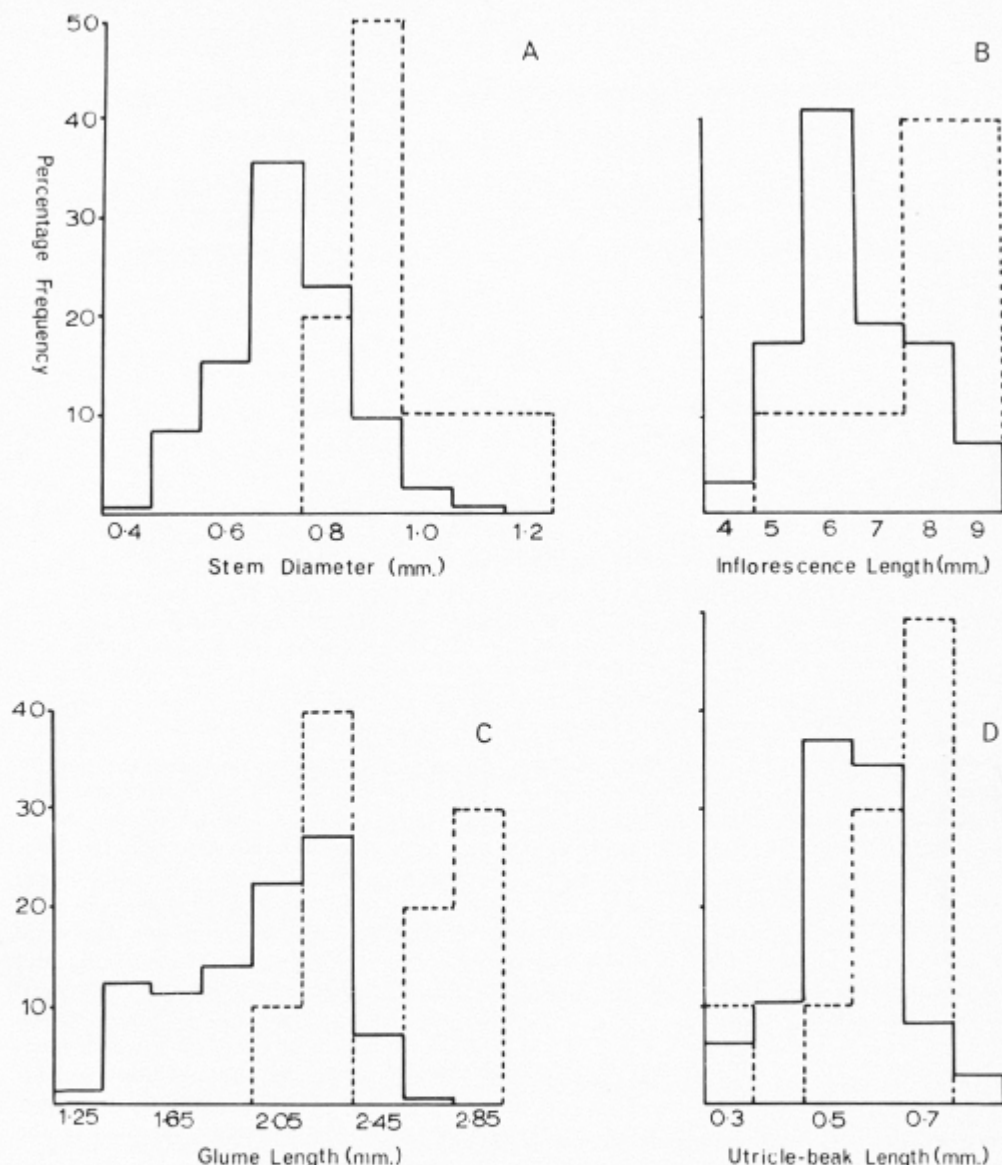 50
A
B
40
Percentage Frequency
30
20
10
0·4 0·6 0·8 1·0 1·2
4 5 6 7 8 9
Stem Diameter (mm.)
Inflorescence Length (mm.)
40
C
D
30
20
10
1·25 1·65 2·05 2·45 2·85
0·3 0·5 0·7
Glume Length (mm.)
Utricle-beak Length (mm.)